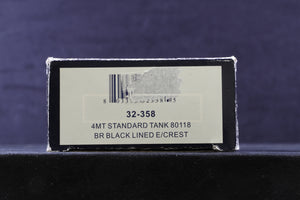 32-358
4MT STANDARD TANK 80118
BR BLACK LINED E/CREST